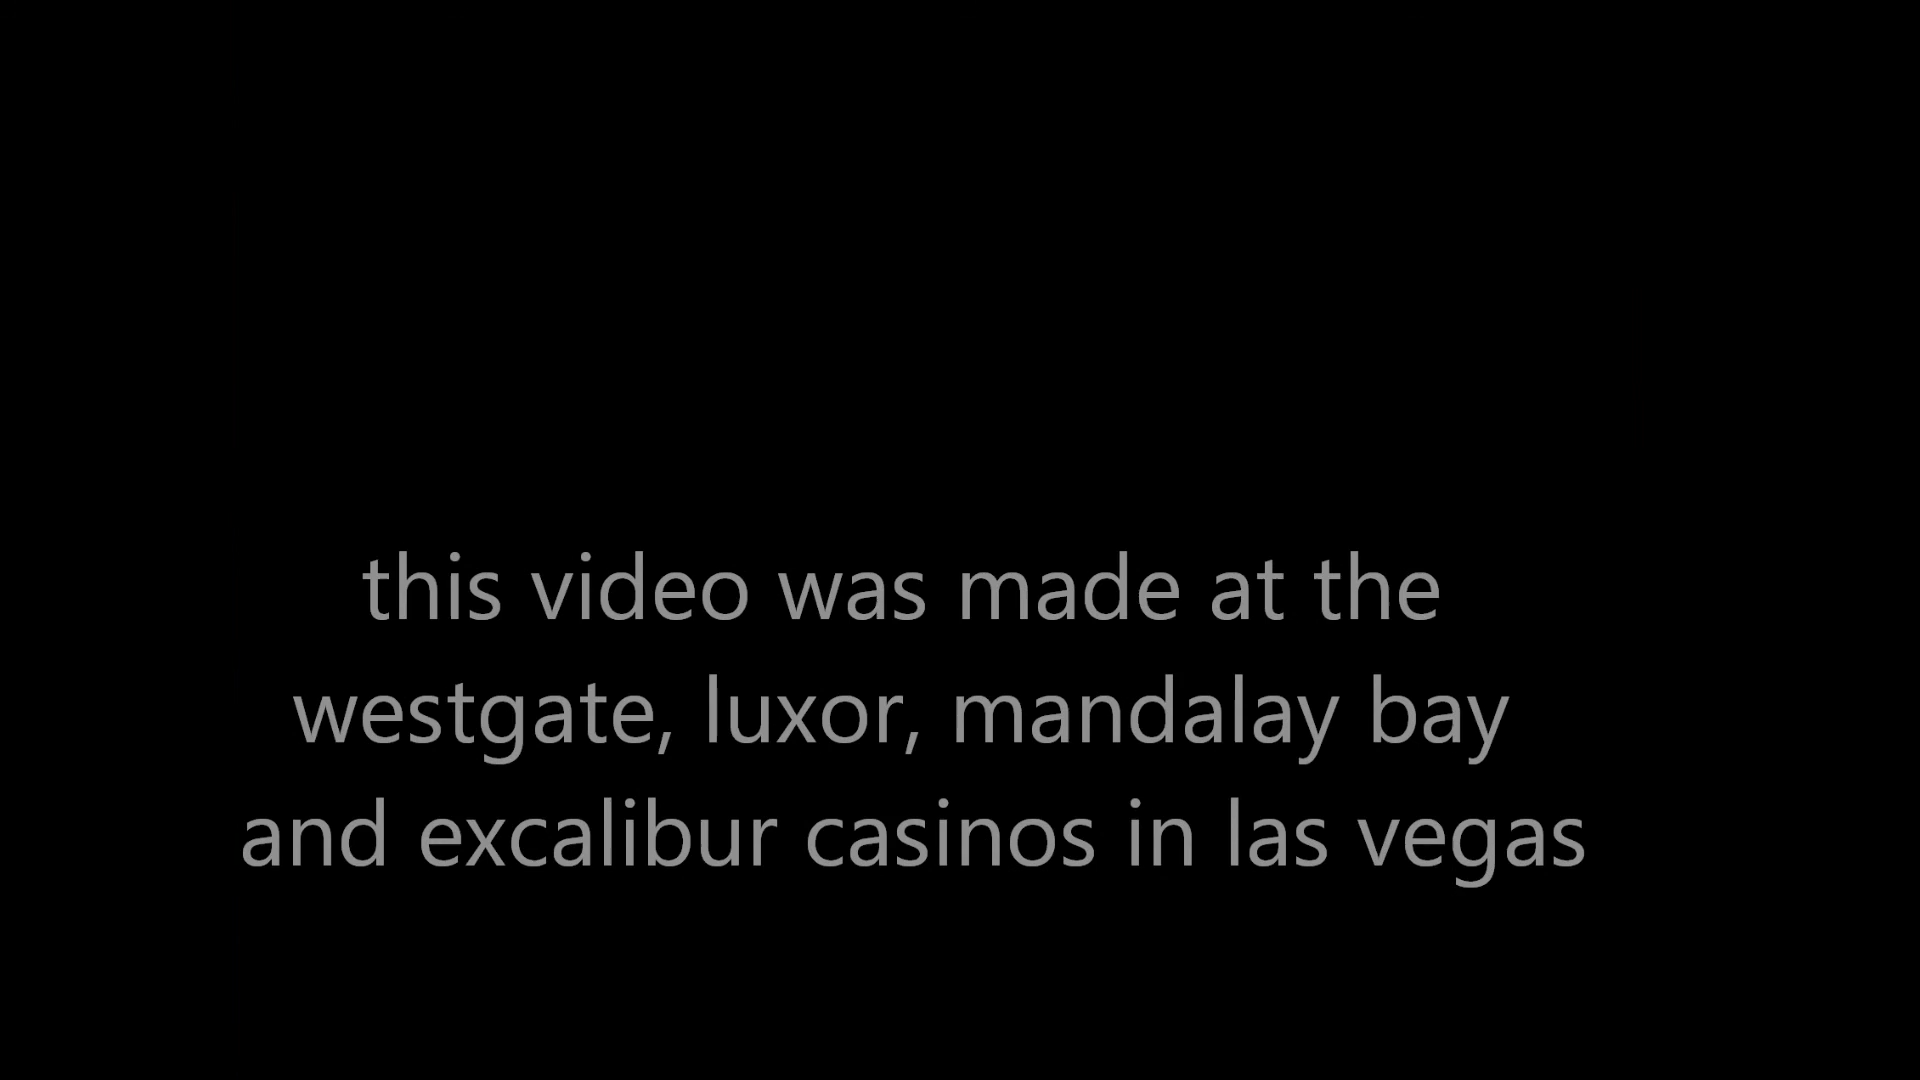 this video was made at the
westgate, luxor, mandalay bay
and excalibur casinos in las vegas